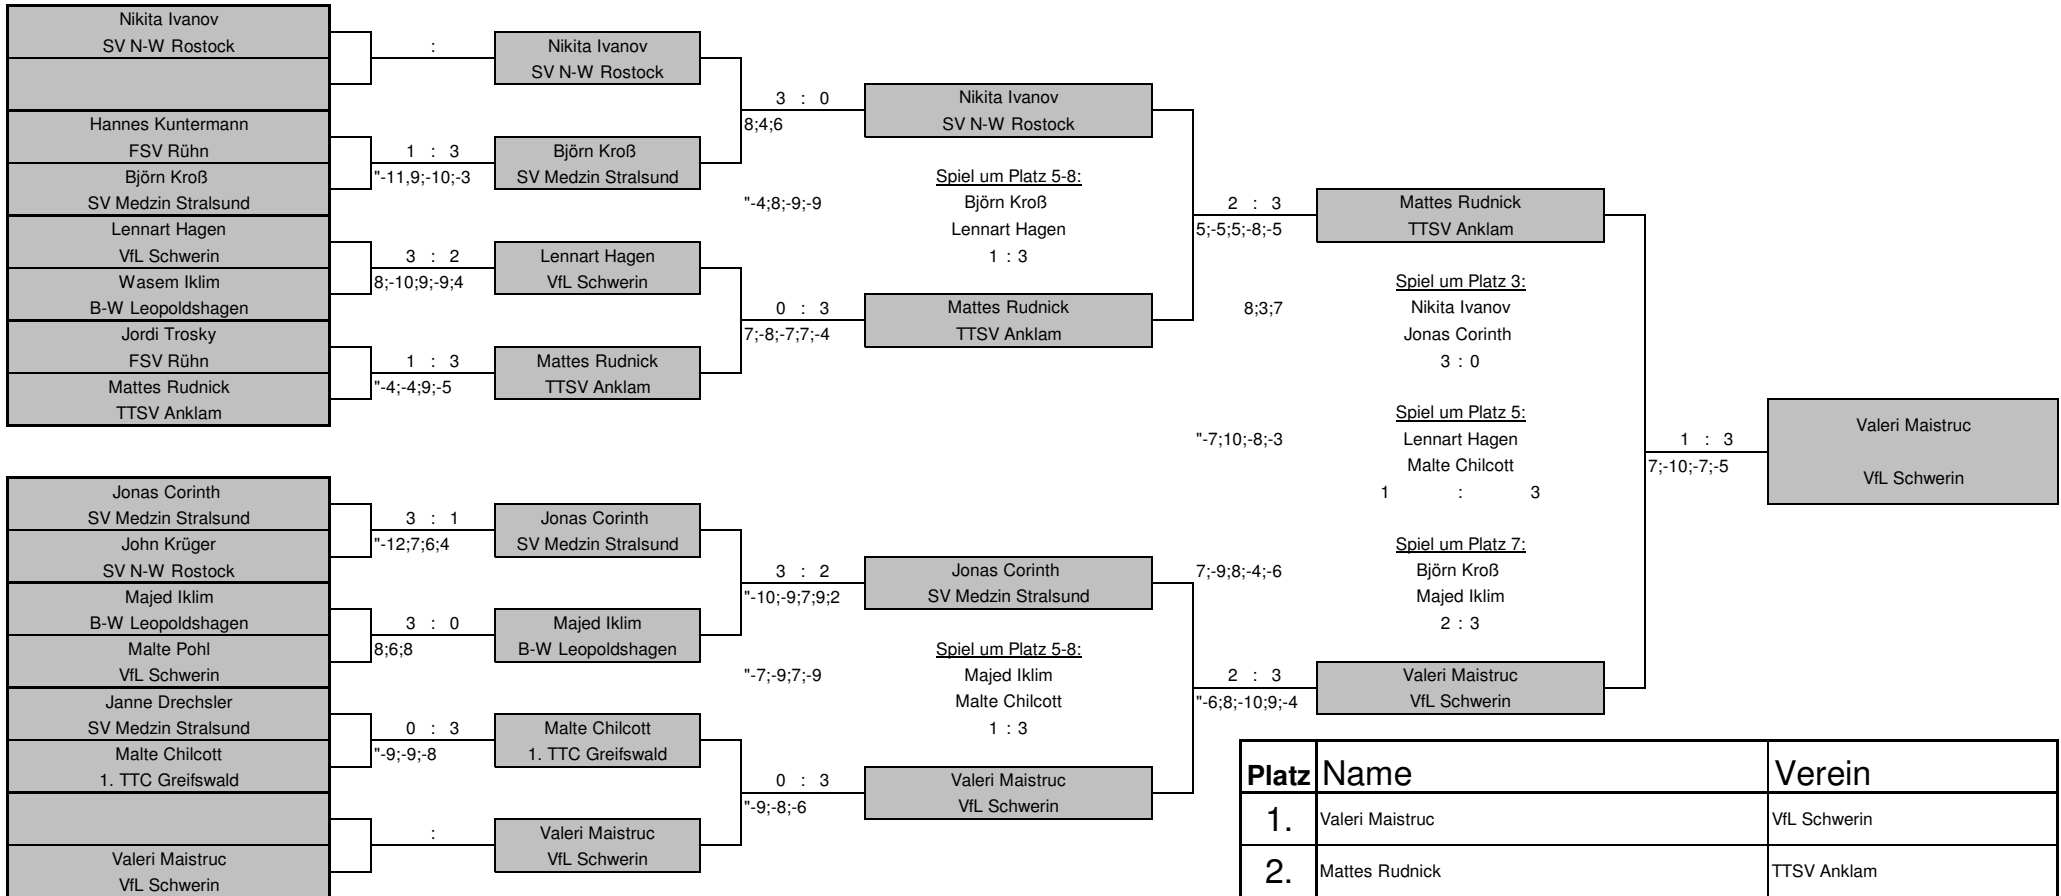 Nikita Ivanov
SV N-W Rostock
Hannes Kuntermann
FSV Rühn
Björn Kroß
SV Medzin Stralsund
Lennart Hagen
VfL Schwerin
Wasem Iklim
B-W Leopoldshagen
Jordi Trosky
FSV Rühn
Mattes Rudnick
TTSV Anklam
Jonas Corinth
SV Medzin Stralsund
John Krüger
SV N-W Rostock
Majed Iklim
B-W Leopoldshagen
Malte Pohl
VfL Schwerin
Janne Drechsler
SV Medzin Stralsund
Malte Chilcott
1. TTC Greifswald
Valeri Maistruc
VfL Schwerin
:
1 : 3
"-11,9;-10;-3
3 : 2
8;-10;9;-9;4
1 : 3
"-4;-4;9;-5
3 : 1
"-12;7;6;4
3 : 0
8;6;8
0 : 3
"-9;-9;-8
:
Nikita Ivanov
SV N-W Rostock
Björn Kroß
SV Medzin Stralsund
Lennart Hagen
VfL Schwerin
Mattes Rudnick
TTSV Anklam
Jonas Corinth
SV Medzin Stralsund
Majed Iklim
B-W Leopoldshagen
Malte Chilcott
1. TTC Greifswald
Valeri Maistruc
VfL Schwerin
3 : 0
8;4;6
"-4;8;-9;-9
0 : 3
7;-8;-7;7;-4
3 : 2
"-10;-9;7;9;2
"-7;-9;7;-9
0 : 3
"-9;-8;-6
Nikita Ivanov
SV N-W Rostock
Spiel um Platz 5-8:
Björn Kroß
Lennart Hagen
1 : 3
Mattes Rudnick
TTSV Anklam
Jonas Corinth
SV Medzin Stralsund
Spiel um Platz 5-8:
Majed Iklim
Malte Chilcott
1 : 3
Valeri Maistruc
VfL Schwerin
2 : 3
5;-5;5;-8;-5
8;3;7
"-7;10;-8;-3
7;-9;8;-4;-6
2 : 3
"-6;8;-10;9;-4
Mattes Rudnick
TTSV Anklam
Spiel um Platz 3:
Nikita Ivanov
Jonas Corinth
3 : 0
Spiel um Platz 5:
Lennart Hagen
Malte Chilcott
1 : 3
Spiel um Platz 7:
Björn Kroß
Majed Iklim
2 : 3
Valeri Maistruc
VfL Schwerin
1 : 3
7;-10;-7;-5
Valeri Maistruc
VfL Schwerin
Platz Name Verein
1. Valeri Maistruc VfL Schwerin
2. Mattes Rudnick TTSV Anklam